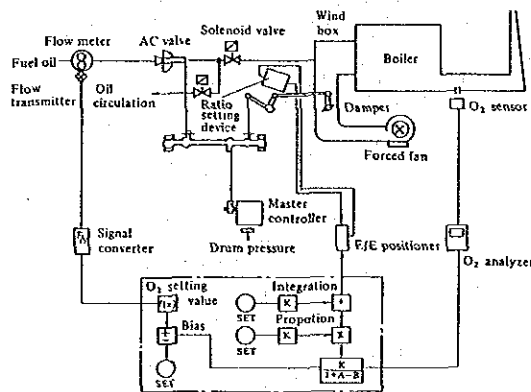 Flow meter
AC valve
Solenoid valve
Wind
box
Boiler
Fuel oil
Flow
transmitter
Oil
circulation
Ratio
setting
device
Damper
O₂ sensor
Forced fan
Master
controller
Drum pressure
Signal
converter
E/E positioner
O₂ analyzer
O₂ setting
value
Integration
SET
K
+
Propotion
SET
K
X
Bias
SET
K
1+A-B